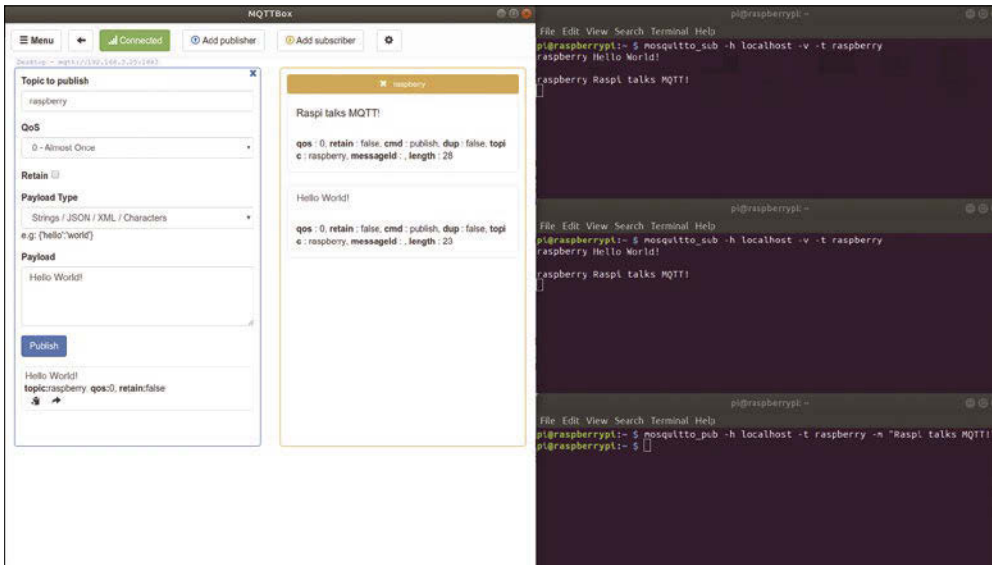 MQTTBox
Menu
Connected
Add publisher
Add subscriber
Topic to publish
raspberry
QoS
0 - Almost Once
Retain
Payload Type
Strings / JSON / XML / Characters
e.g: {'hello':'world'}
Payload
Hello World!
Publish
Hello World!
topic:raspberry, qos:0, retain:false
raspberry
Raspi talks MQTT!
qos : 0, retain : false, cmd : publish, dup : false, topi
c : raspberry, messageId : , length : 28
Hello World!
qos : 0, retain : false, cmd : publish, dup : false, topi
c : raspberry, messageId : , length : 23
pi@raspberrypi: ~
File Edit View Search Terminal Help
pi@raspberrypi:~ $ mosquitto_sub -h localhost -v -t raspberry
raspberry Hello World!
raspberry Raspi talks MQTT!
pi@raspberrypi: ~
File Edit View Search Terminal Help
pi@raspberrypi:~ $ mosquitto_sub -h localhost -v -t raspberry
raspberry Hello World!
raspberry Raspi talks MQTT!
pi@raspberrypi: ~
File Edit View Search Terminal Help
pi@raspberrypi:~ $ mosquitto_pub -h localhost -t raspberry -m "Raspi talks MQTT!
pi@raspberrypi:~ $